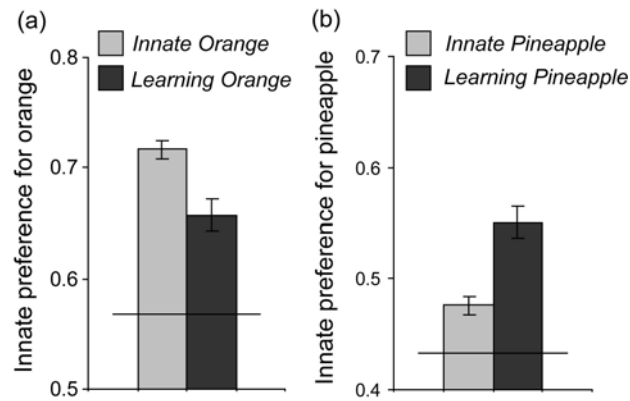 (a)
0.8
Innate Orange
Learning Orange
0.7
0.6
0.5
Innate preference for orange
(b)
0.7
Innate Pineapple
Learning Pineapple
0.6
0.5
0.4
Innate preference for pineapple